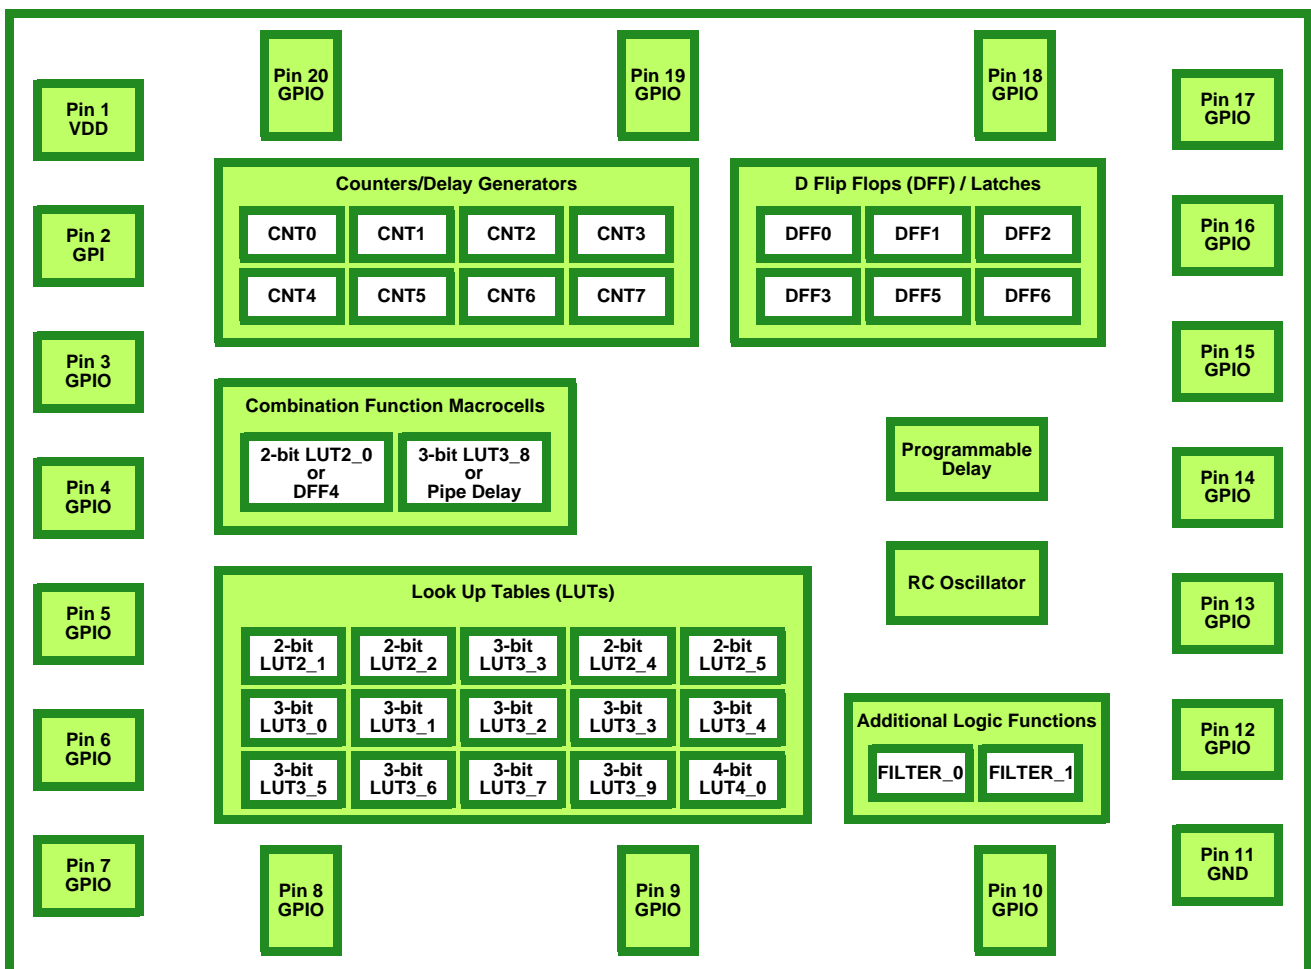 Pin 20
GPIO
Pin 19
GPIO
Pin 18
GPIO
Pin 1
VDD
Pin 2
GPI
Pin 3
GPIO
Pin 4
GPIO
Pin 5
GPIO
Pin 6
GPIO
Pin 7
GPIO
Counters/Delay Generators
CNT0 CNT1 CNT2 CNT3
CNT4 CNT5 CNT6 CNT7
D Flip Flops (DFF) / Latches
DFF0 DFF1 DFF2
DFF3 DFF5 DFF6
Combination Function Macrocells
2-bit LUT2_0
or
DFF4
3-bit LUT3_8
or
Pipe Delay
Programmable
Delay
RC Oscillator
Look Up Tables (LUTs)
2-bit 2-bit 3-bit 2-bit 2-bit
LUT2_1 LUT2_2 LUT3_3 LUT2_4 LUT2_5
3-bit 3-bit 3-bit 3-bit 3-bit
LUT3_0 LUT3_1 LUT3_2 LUT3_3 LUT3_4
3-bit 3-bit 3-bit 3-bit 4-bit
LUT3_5 LUT3_6 LUT3_7 LUT3_9 LUT4_0
Additional Logic Functions
FILTER_0 FILTER_1
Pin 17
GPIO
Pin 16
GPIO
Pin 15
GPIO
Pin 14
GPIO
Pin 13
GPIO
Pin 12
GPIO
Pin 11
GND
Pin 8
GPIO
Pin 9
GPIO
Pin 10
GPIO